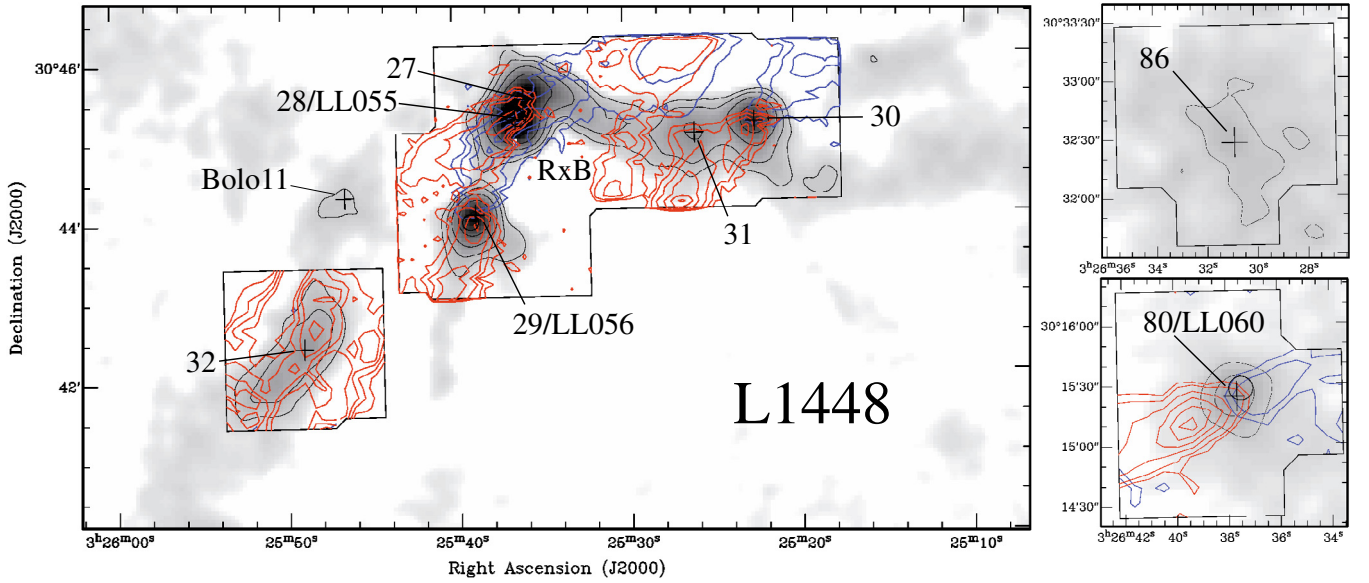 30°46′
44′
42′
Declination (J2000)
27
28/LL055
Bolo11
RxB
30
31
29/LL056
32
L1448
3ʰ26ᵐ00ˢ
25ᵐ50ˢ
25ᵐ40ˢ
25ᵐ30ˢ
25ᵐ20ˢ
25ᵐ10ˢ
Right Ascension (J2000)
30°33′30″
33′00″
32′30″
32′00″
86
3ʰ26ᵐ36ˢ
34ˢ
32ˢ
30ˢ
28ˢ
30°16′00″
15′30″
15′00″
14′30″
80/LL060
3ʰ26ᵐ42ˢ
40ˢ
38ˢ
36ˢ
34ˢ